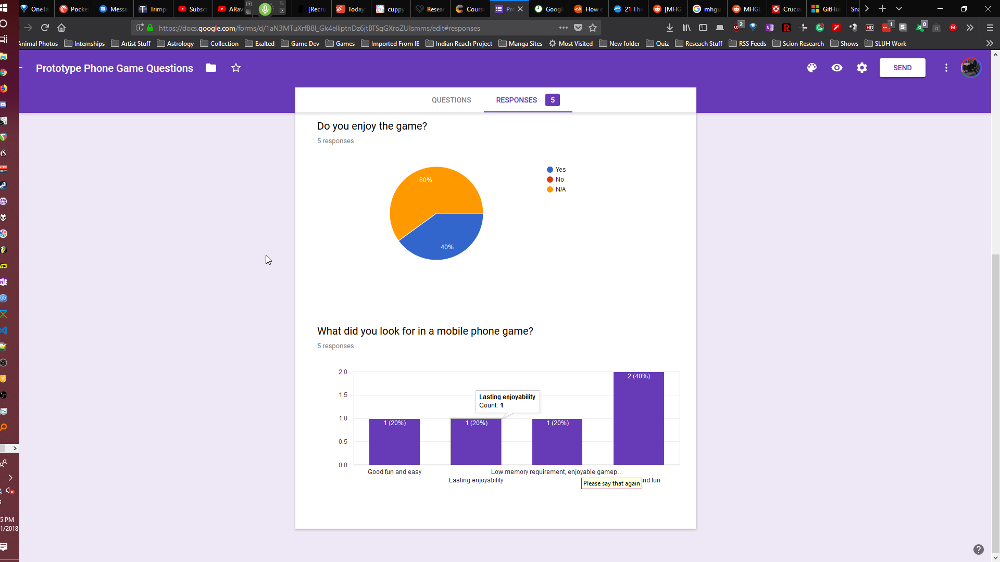 OneTa
Pocke
Messa
Trimp
Subsc
ARav
[Recru
Today
cuppy
Resea
Cours
Pr
Googl
How d
21 Thi
[MHG
mhgu
MHGU
Crucia
GitHu
Sna
https://docs.google.com/forms/d/1aN3MTuXrfB8l_Gk4elliptnDz6jtBTSgGXroZUIsmms/edit#responses
2
1
0
Animal Photos
Internships
Artist Stuff
Astrology
Collection
Exalted
Game Dev
Games
Imported From IE
Indian Reach Project
Manga Sites
Most Visited
New folder
Quiz
Reseach Stuff
RSS Feeds
Scion Research
Shows
SLUH Work
Prototype Phone Game Questions
SEND
QUESTIONS
RESPONSES 5
Do you enjoy the game?
5 responses
60%
40%
Yes
No
N/A
What did you look for in a mobile phone game?
5 responses
2.0
1.5
1.0
0.5
0.0
1 (20%)
1 (20%)
1 (20%)
2 (40%)
Lasting enjoyability
Count: 1
Good fun and easy
Lasting enjoyability
Low memory requirement, enjoyable gamep...
nd fun
Please say that again
5 PM
1/2018